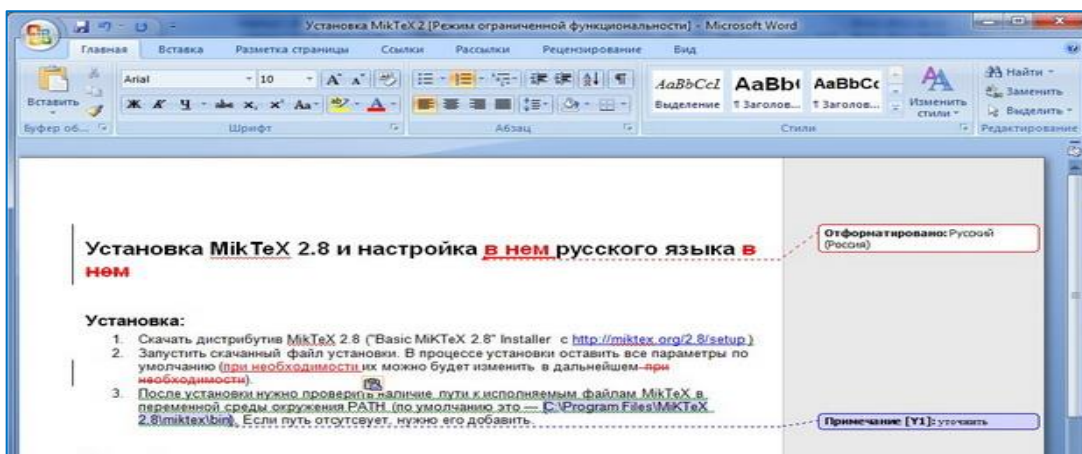 Установка MikTeX 2 [Режим ограниченной функциональности] - Microsoft Word
Главная Вставка Разметка страницы Ссылки Рассылки Рецензирование Вид
Arial 10
Вставить
Ж К Ч abe x, x² Aa
AaBbCcI AaBb AaBbCc
Выделение ¶ Заголов... ¶ Заголов...
Изменить стили
Найти
Заменить
Выделить
Буфер об... Шрифт Абзац Стили Редактирование
Установка MikTeX 2.8 и настройка в нем русского языка в
нем
Отформатировано: Русский
(Россия)
Установка:
1. Скачать дистрибутив MikTeX 2.8 ("Basic MiKTeX 2.8" Installer с http://miktex.org/2.8/setup )
2. Запустить скачанный файл установки. В процессе установки оставить все параметры по
умолчанию (при необходимости их можно будет изменить в дальнейшем при
необходимости).
3. После установки нужно проверить наличие пути к исполняемым файлам MikTeX в
переменной среды окружения PATH (по умолчанию это — C:\Program Files\MiKTeX
2.8\miktex\bin). Если путь отсутсвует, нужно его добавить.
Примечание [Y1]: уточнить